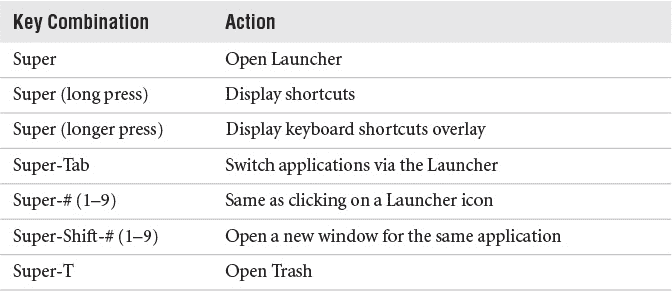 Key Combination Action
Super Open Launcher
Super (long press) Display shortcuts
Super (longer press) Display keyboard shortcuts overlay
Super-Tab Switch applications via the Launcher
Super-# (1–9) Same as clicking on a Launcher icon
Super-Shift-# (1–9) Open a new window for the same application
Super-T Open Trash